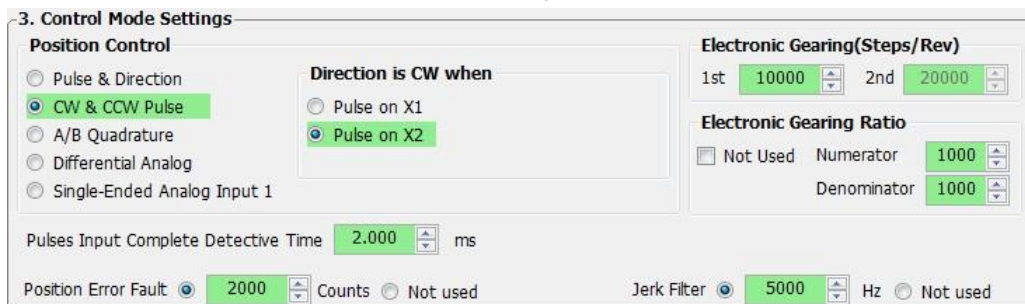 3. Control Mode Settings
Position Control
Pulse & Direction
CW & CCW Pulse
A/B Quadrature
Differential Analog
Single-Ended Analog Input 1
Direction is CW when
Pulse on X1
Pulse on X2
Electronic Gearing(Steps/Rev)
1st 10000 2nd 20000
Electronic Gearing Ratio
Not Used Numerator 1000
Denominator 1000
Pulses Input Complete Detective Time 2.000 ms
Position Error Fault 2000 Counts Not used Jerk Filter 5000 Hz Not used